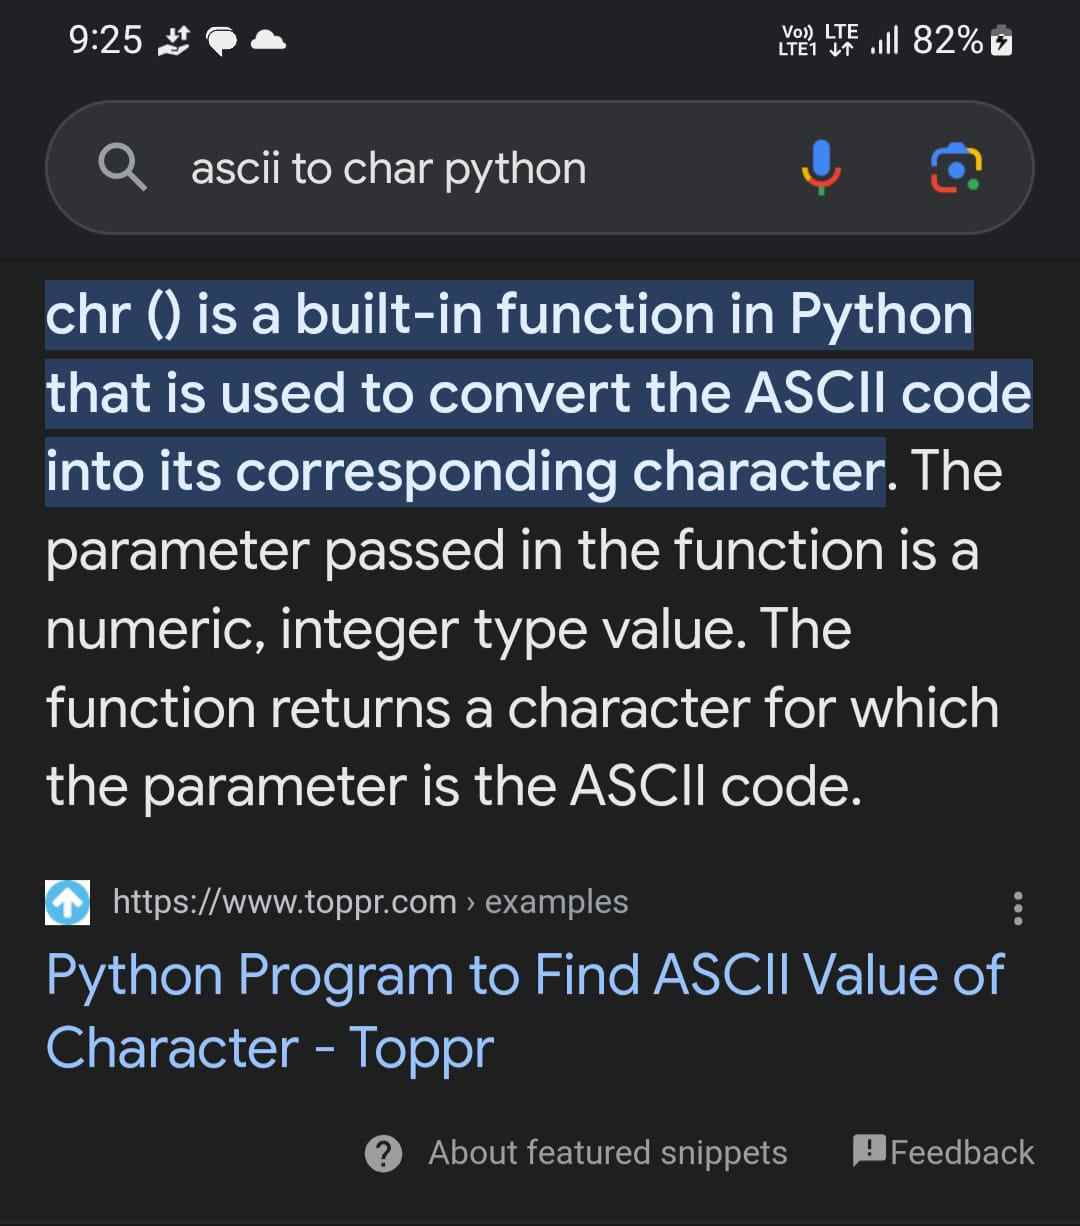 9:25
Vo)) LTE
LTE1 82%
ascii to char python
chr () is a built-in function in Python
that is used to convert the ASCII code
into its corresponding character. The
parameter passed in the function is a
numeric, integer type value. The
function returns a character for which
the parameter is the ASCII code.
https://www.toppr.com › examples
Python Program to Find ASCII Value of
Character - Toppr
About featured snippets
Feedback